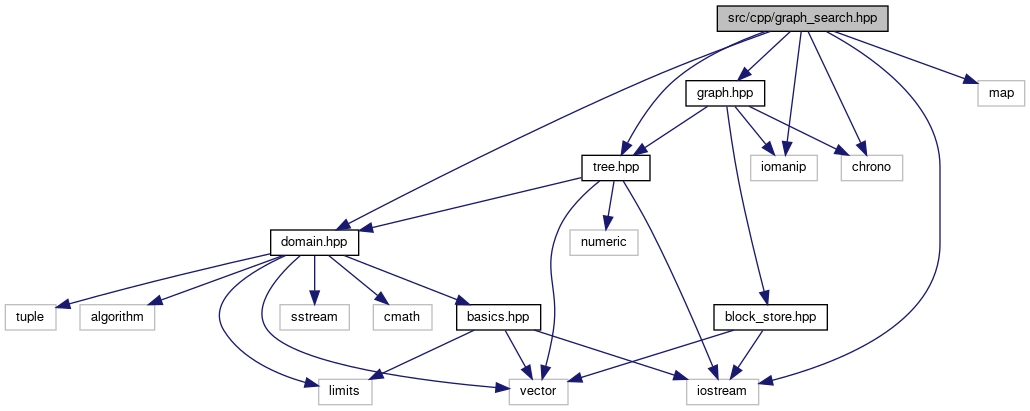 src/cpp/graph_search.hpp
graph.hpp
map
tree.hpp
iomanip
chrono
domain.hpp
numeric
tuple
algorithm
sstream
cmath
basics.hpp
block_store.hpp
limits
vector
iostream